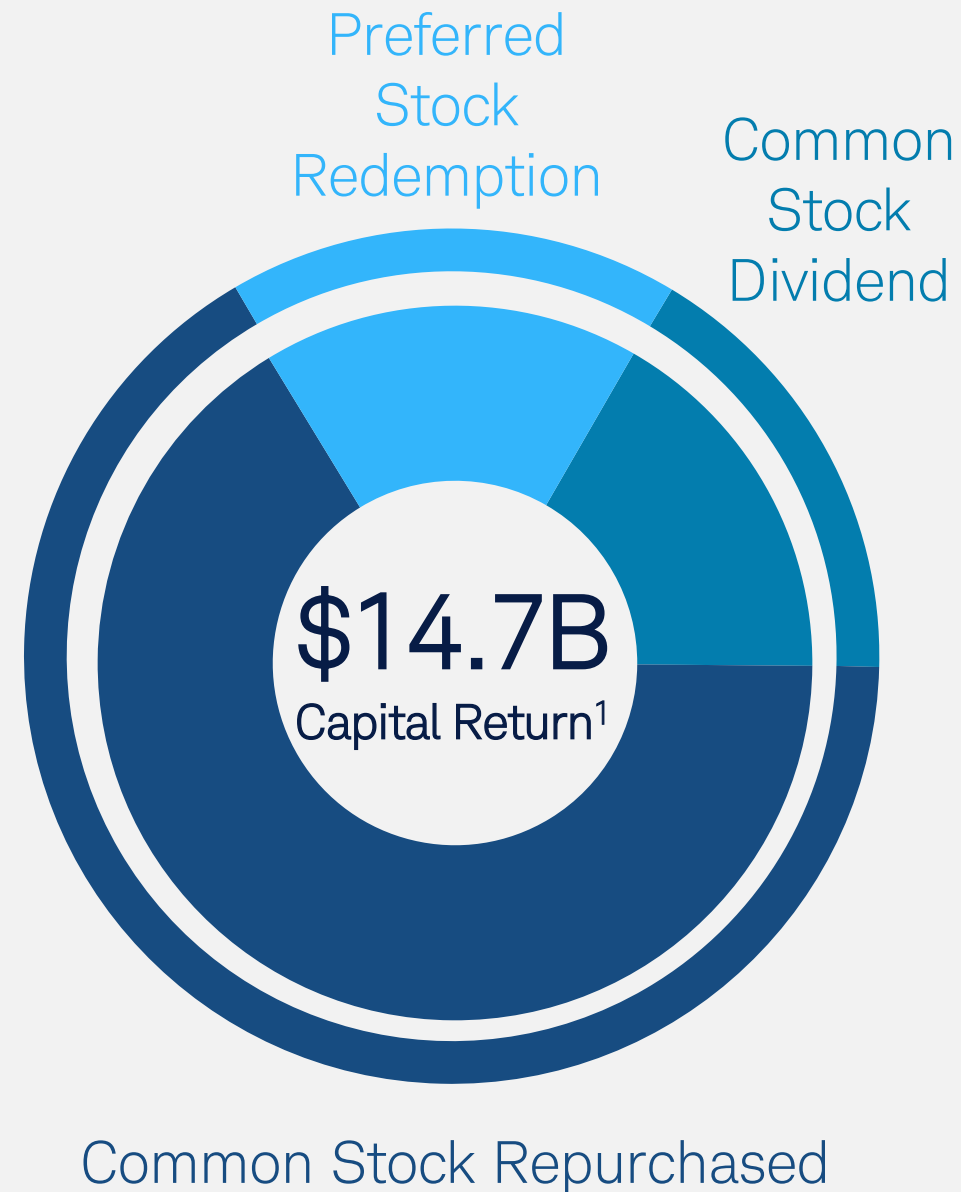 Preferred
Stock
Redemption
Common
Stock
Dividend
$14.7B
Capital Return¹
Common Stock Repurchased